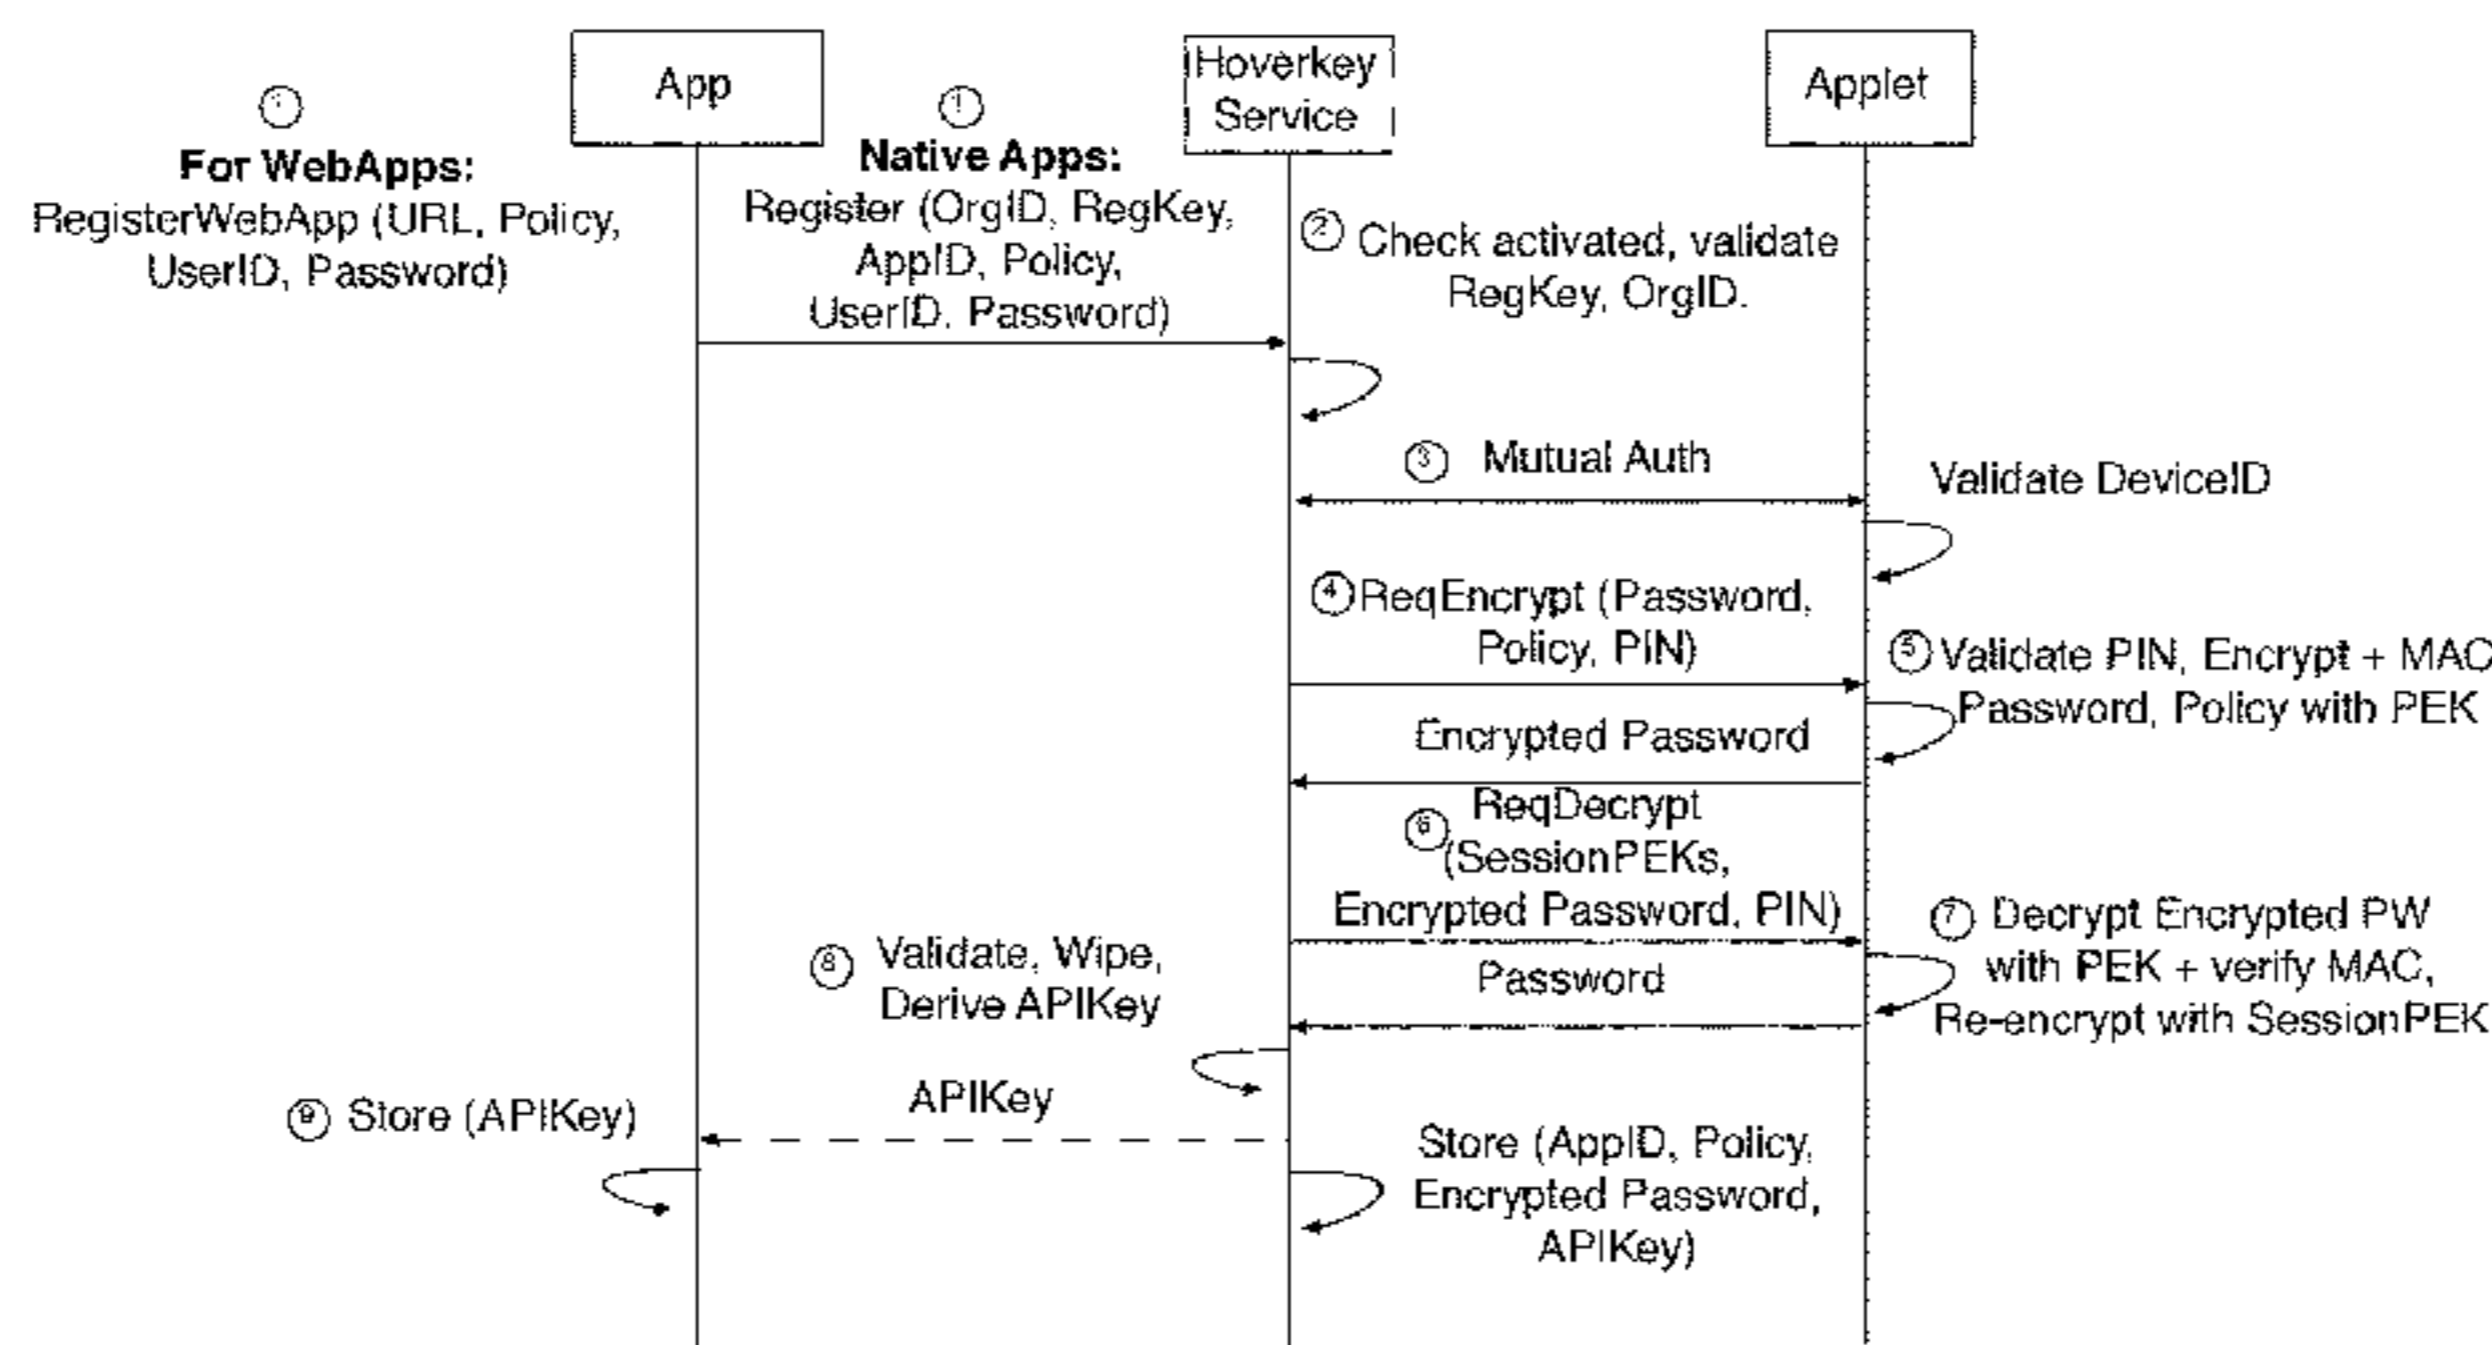 App
Hoverkey
Service
Applet
1
For WebApps:
RegisterWebApp (URL, Policy,
UserID, Password)
1
Native Apps:
Register (OrgID, RegKey,
AppID, Policy,
UserID, Password)
2 Check activated, validate
RegKey, OrgID.
3 Mutual Auth
Validate DeviceID
4 ReqEncrypt (Password,
Policy, PIN)
5 Validate PIN, Encrypt + MAC
Password, Policy with PEK
Encrypted Password
6 ReqDecrypt
(SessionPEKs,
Encrypted Password, PIN)
7 Decrypt Encrypted PW
with PEK + verify MAC,
Re-encrypt with SessionPEK
Password
8 Validate, Wipe,
Derive APIKey
APIKey
9 Store (APIKey)
Store (AppID, Policy,
Encrypted Password,
APIKey)